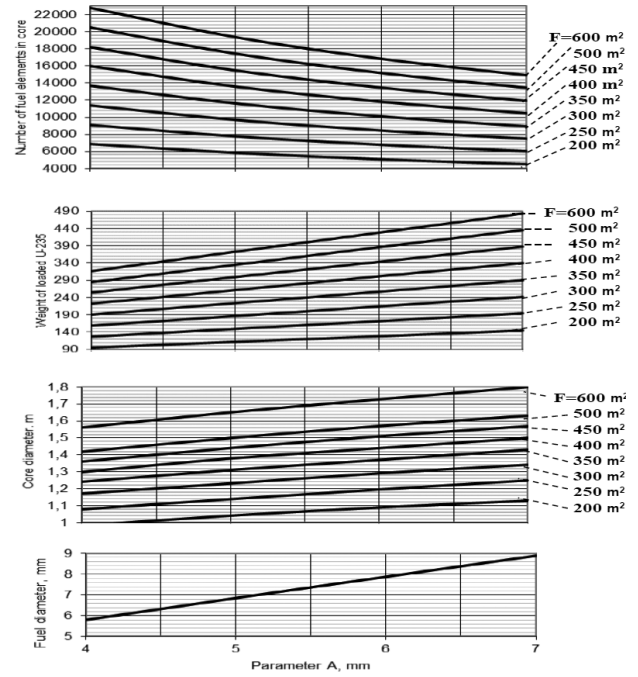 Number of fuel elements in core
22000
20000
18000
16000
14000
12000
10000
8000
6000
4000
F=600 m²
500 m²
450 m²
400 m²
350 m²
300 m²
250 m²
200 m²
Weight of loaded U-235
490
440
390
340
290
240
190
140
90
F=600 m²
500 m²
450 m²
400 m²
350 m²
300 m²
250 m²
200 m²
Core diameter, m
1,8
1,7
1,6
1,5
1,4
1,3
1,2
1,1
1
F=600 m²
500 m²
450 m²
400 m²
350 m²
300 m²
250 m²
200 m²
Fuel diameter, mm
9
8
7
6
5
4 5 6 7
Parameter A, mm